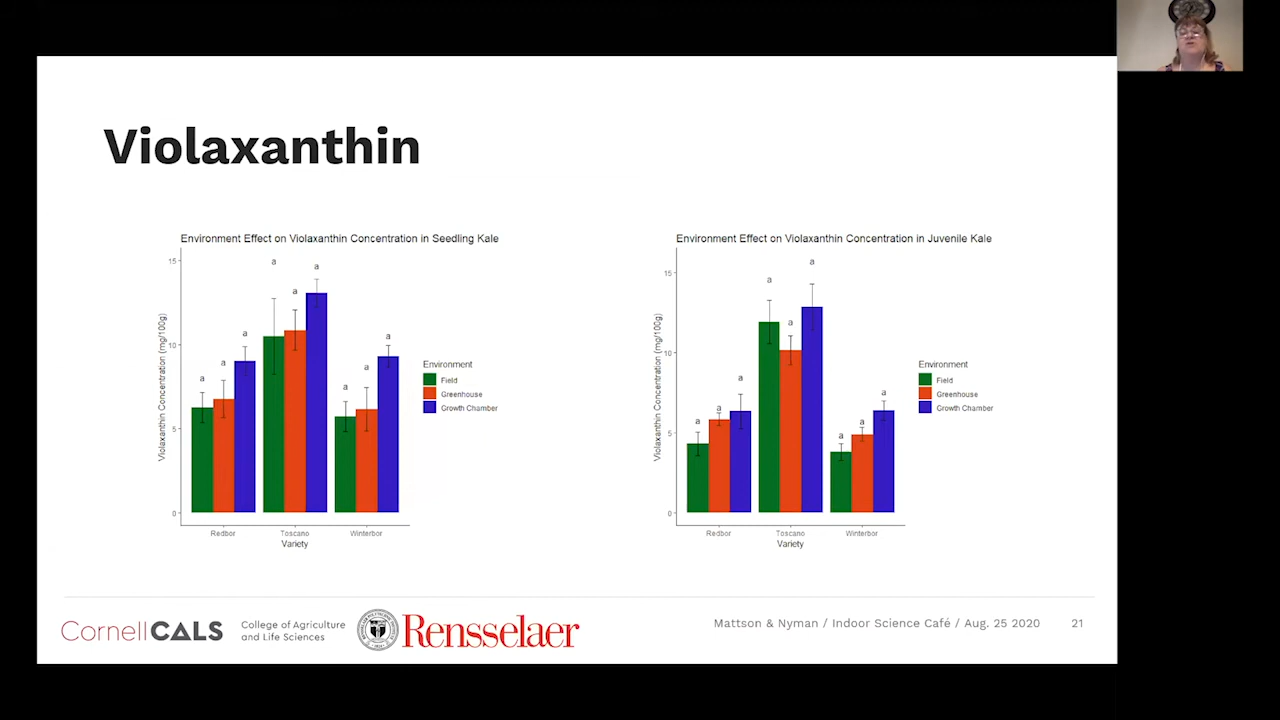 Violaxanthin
Environment Effect on Violaxanthin Concentration in Seedling Kale
Violaxanthin Concentration (mg/100g)
15
10
5
0
a
a
a
a
a
a
a
a
a
Redbor
Toscano
Winterbor
Variety
Environment
Field
Greenhouse
Growth Chamber
Environment Effect on Violaxanthin Concentration in Juvenile Kale
Violaxanthin Concentration (mg/100g)
15
10
5
0
a
a
a
a
a
a
a
a
a
Redbor
Toscano
Winterbor
Variety
Environment
Field
Greenhouse
Growth Chamber
CornellCALS
College of Agriculture
and Life Sciences
Rensselaer
Mattson & Nyman / Indoor Science Café / Aug. 25 2020
21